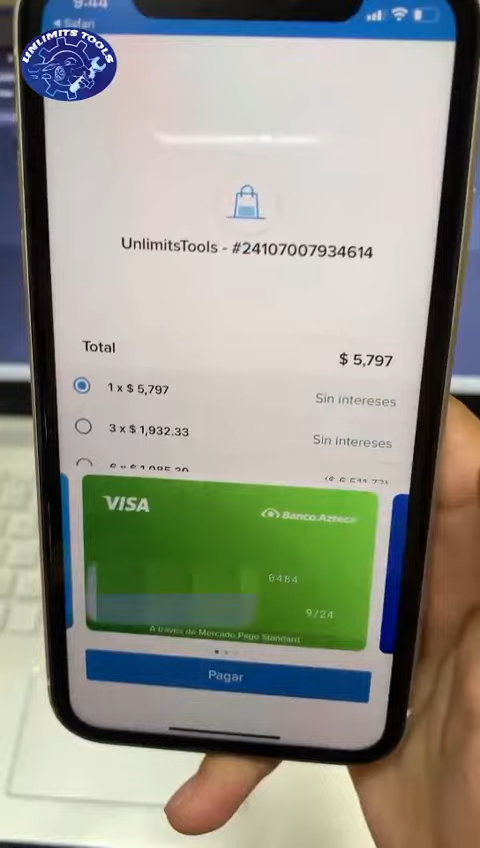 9:44
Safari
UNLIMITS TOOLS
UnlimitsTools - #24107007934614
Total
$ 5,797
1 x $ 5,797
Sin intereses
3 x $ 1,932.33
Sin intereses
VISA
Banco Azteca
0484
9/24
A través de Mercado Pago Standard
Pagar